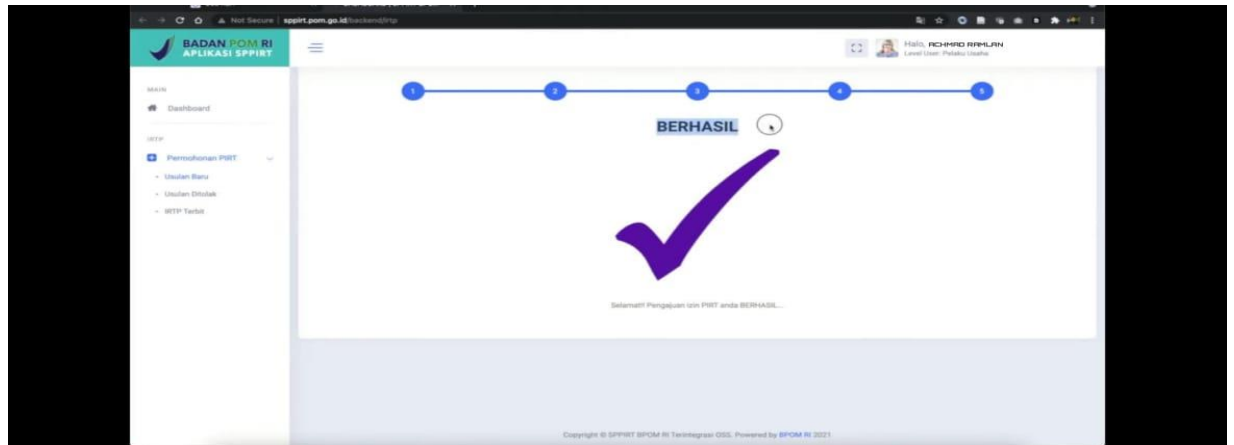 Not Secure | sppirt.pom.go.id/backend/irtp
BADAN POM RI
APLIKASI SPPIRT
Halo, ACHMAD RAMLAN
Level User: Pelaku Usaha
MAIN
Dashboard
IRTP
Permohonan PIRT
- Usulan Baru
- Usulan Ditolak
- IRTP Terbit
1 2 3 4 5
BERHASIL
Selamat!! Pengajuan izin PIRT anda BERHASIL...
Copyright © SPPIRT BPOM RI Terintegrasi OSS, Powered by BPOM RI 2021